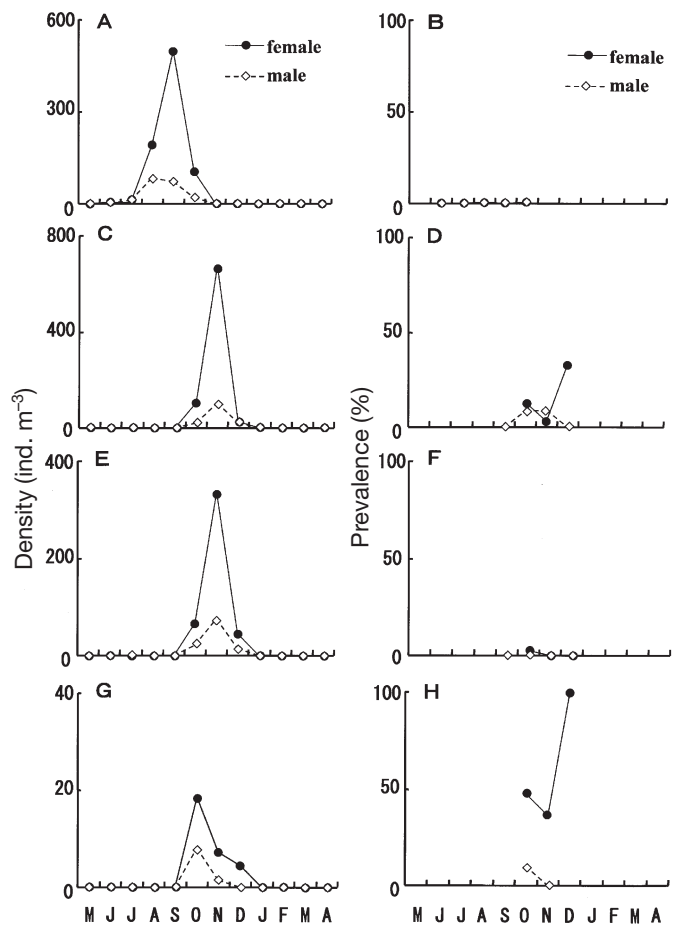 A
B
600
300
0
female
male
100
50
0
female
male
C
D
800
400
0
100
50
0
E
F
400
200
0
100
50
0
G
H
40
20
0
100
50
0
Density (ind. m⁻³)
Prevalence (%)
M J J A S O N D J F M A
M J J A S O N D J F M A